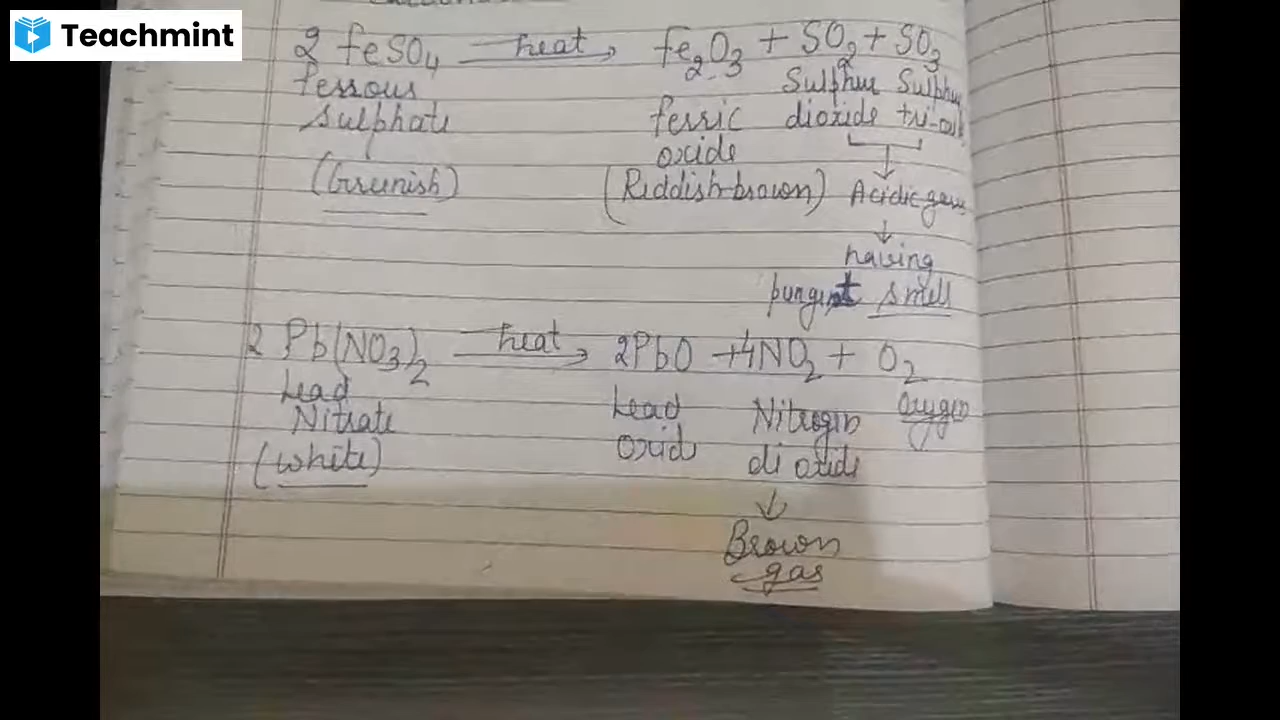 Teachmint
2 FeSO4 heat Fe2O3 + SO2 + SO3
ferrous Sulphur Sulphur
Sulphate ferric dioxide tri-oxi
oxide
(Greenish) (Riddish-brown) Acidic gases
having
pungent smell
2 Pb(NO3)2 heat 2PbO + 4NO2 + O2
Lead
Nitrate Lead Nitrogen Oxygen
(white) oxide di oxide
Brown
gas